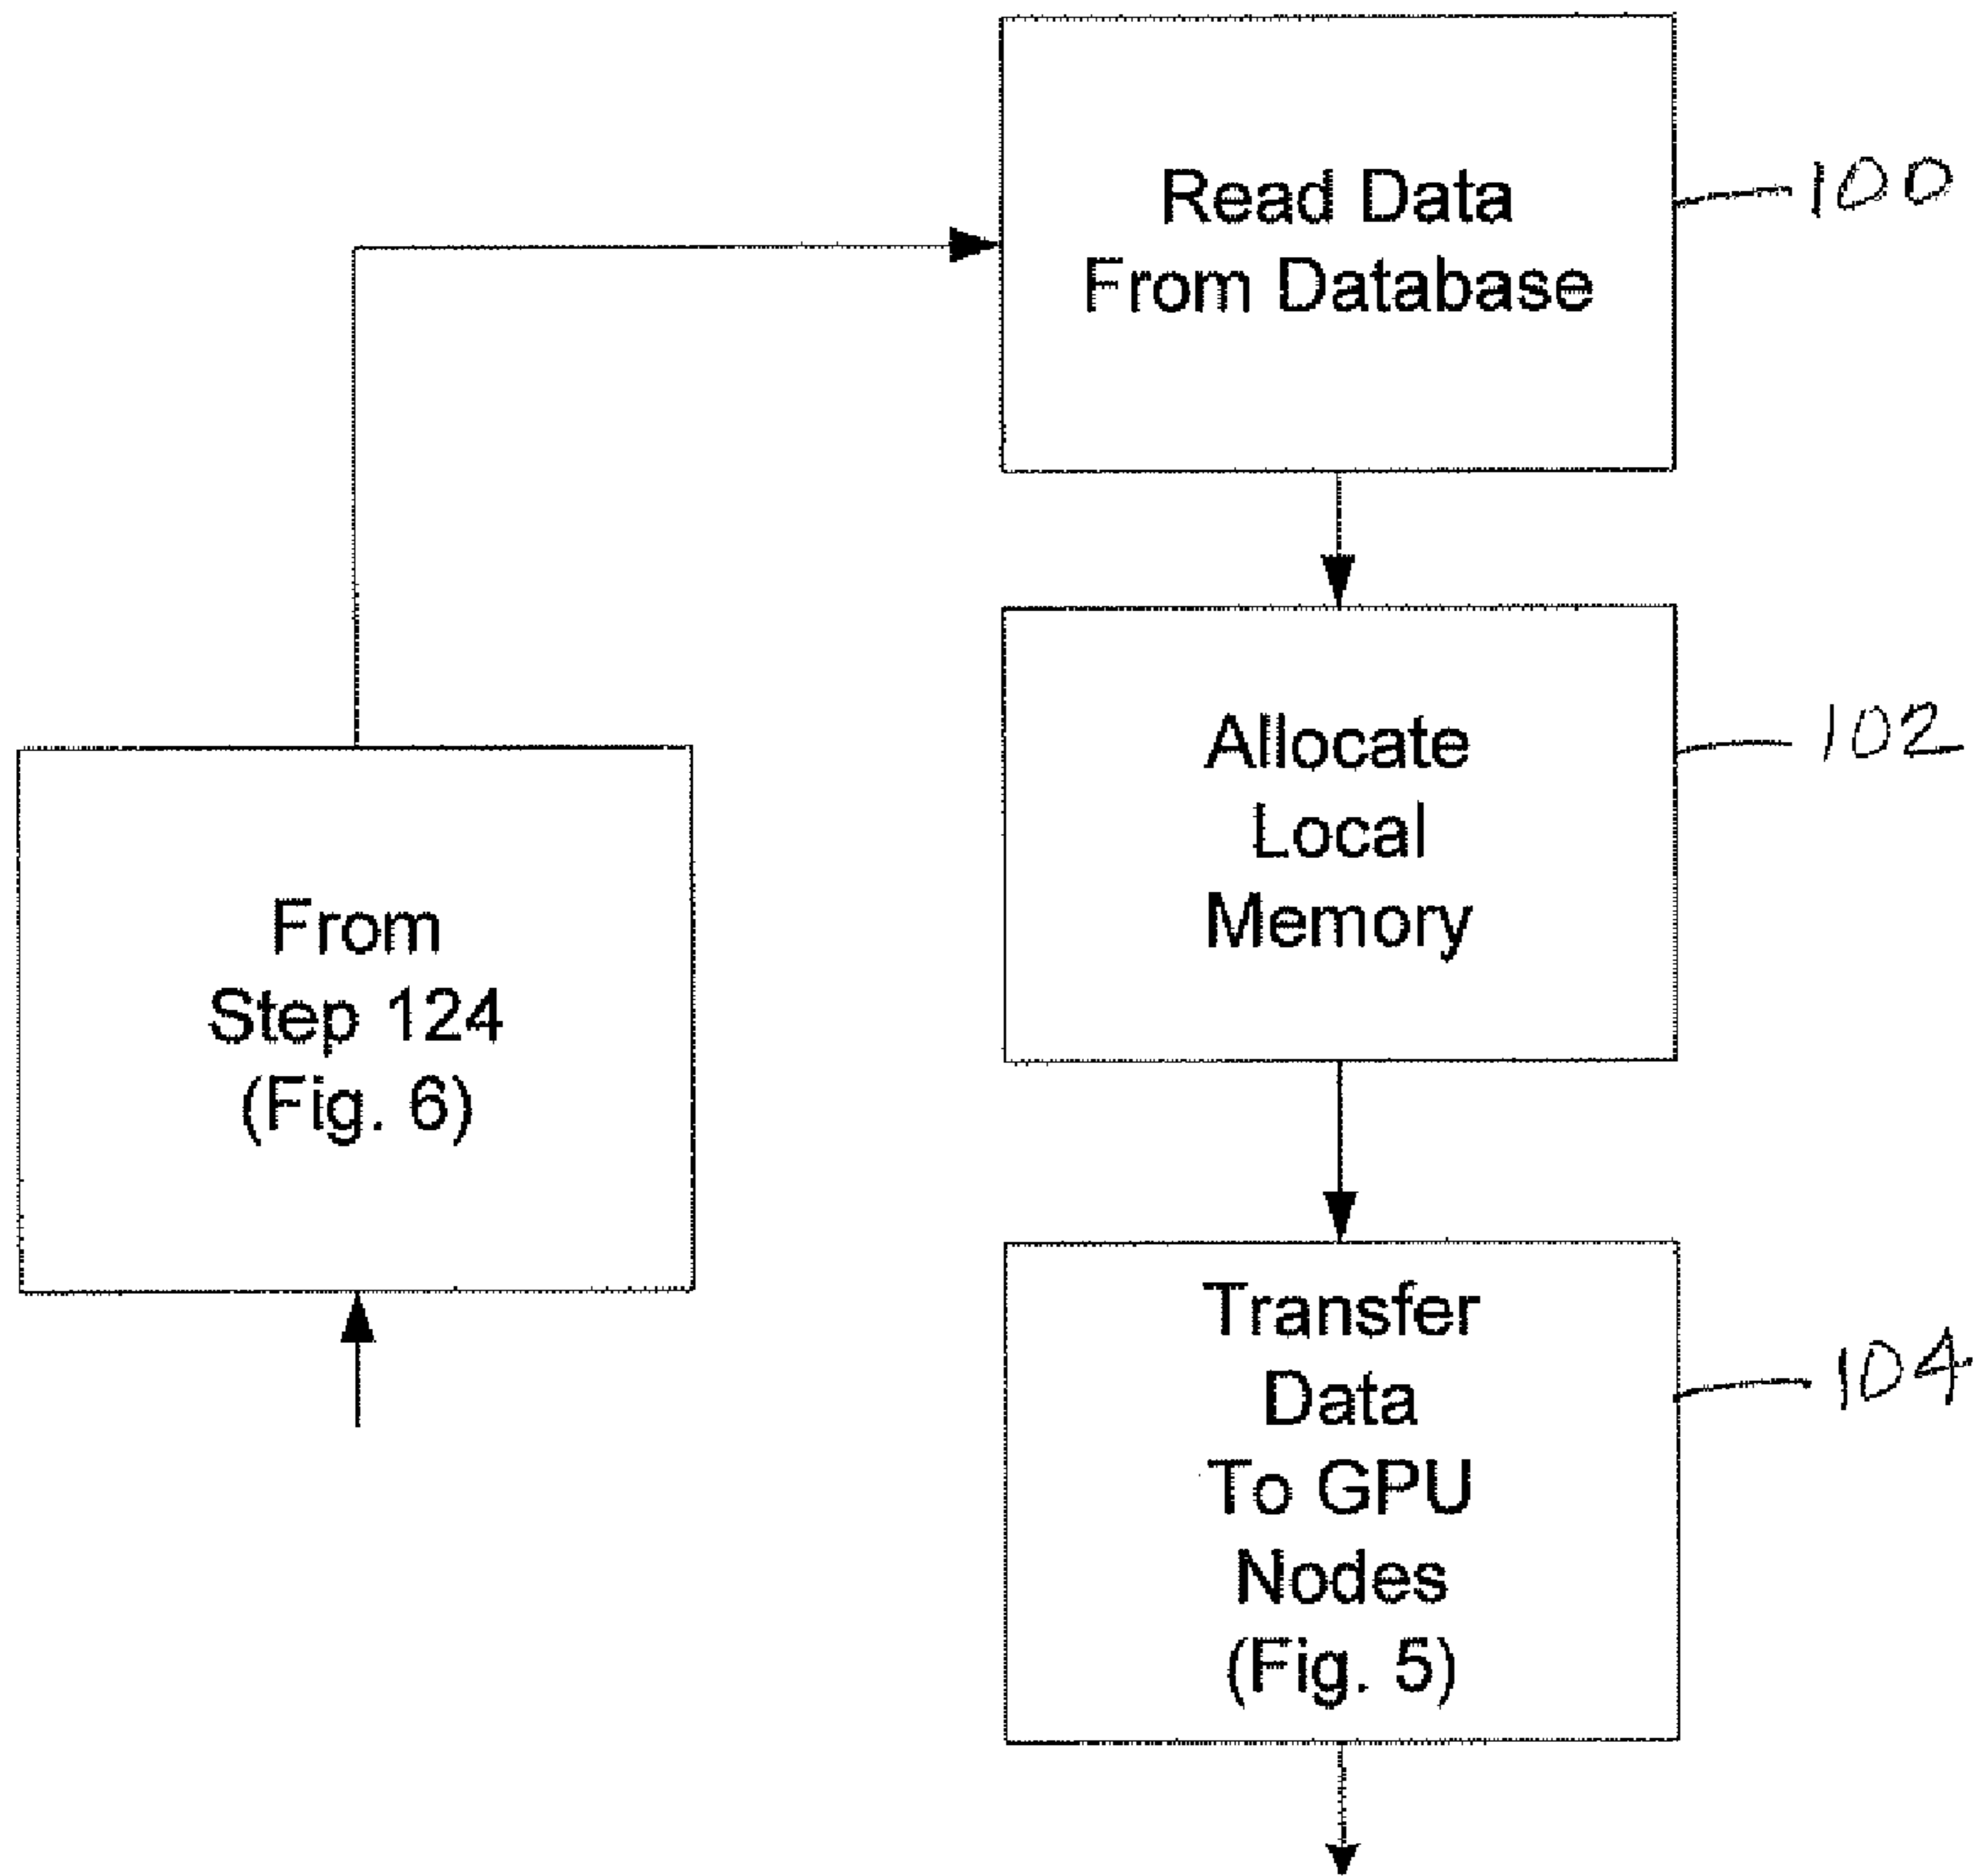 Read Data
From Database
100
Allocate
Local
Memory
102
From
Step 124
(Fig. 6)
Transfer
Data
To GPU
Nodes
(Fig. 5)
104